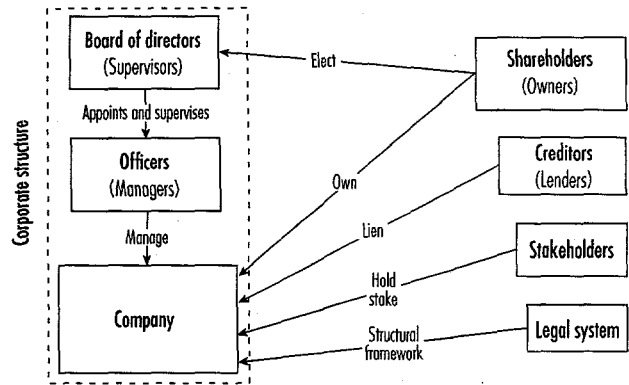 Board of directors
(Supervisors)
Elect
Shareholders
(Owners)
Appoints and supervises
Officers
(Managers)
Creditors
(Lenders)
Own
Corporate structure
Manage
Lien
Stakeholders
Hold
stake
Company
Structural
framework
Legal system